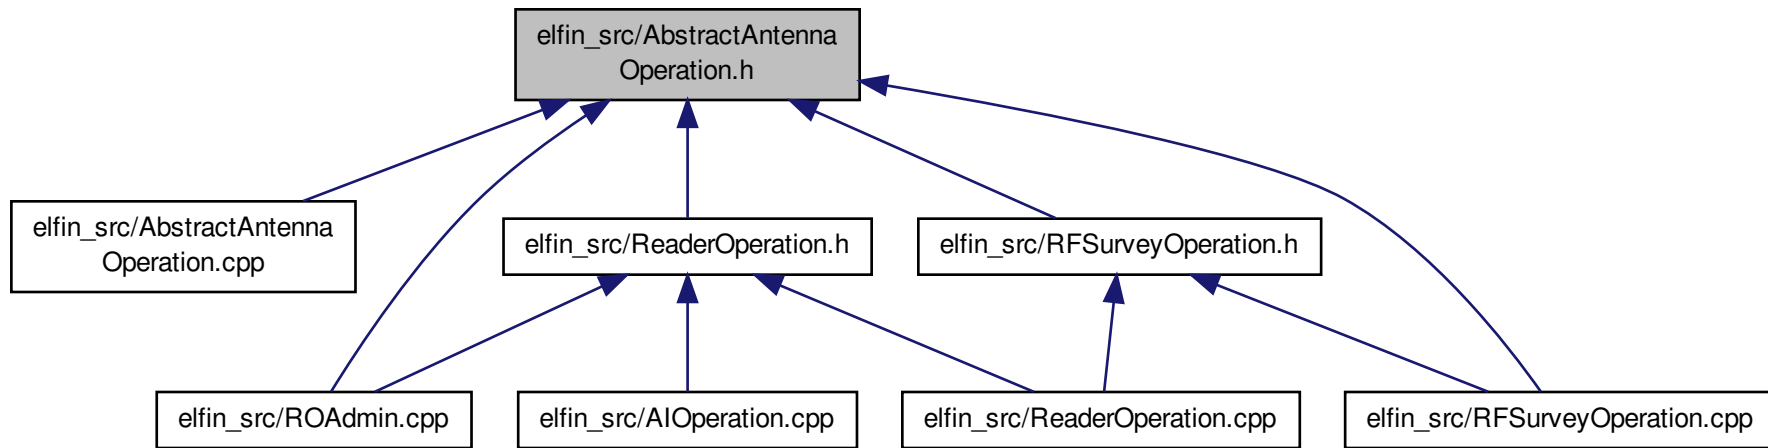 elfin_src/AbstractAntenna
Operation.h
elfin_src/AbstractAntenna
Operation.cpp
elfin_src/ReaderOperation.h
elfin_src/RFSurveyOperation.h
elfin_src/ROAdmin.cpp
elfin_src/AIOperation.cpp
elfin_src/ReaderOperation.cpp
elfin_src/RFSurveyOperation.cpp